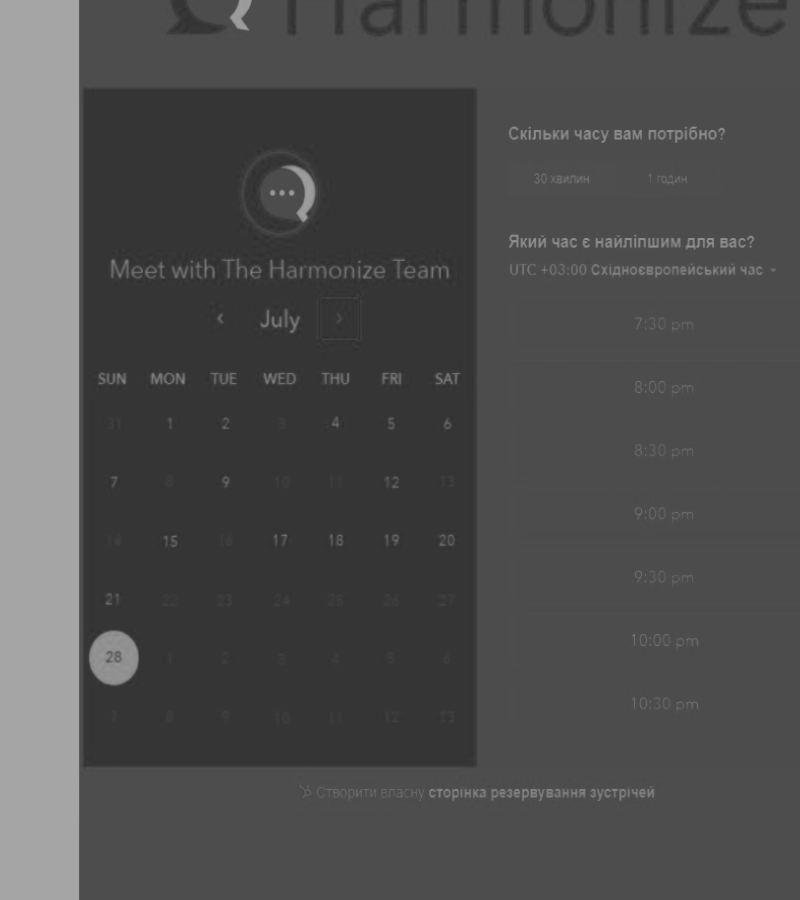 Harmonize
Meet with The Harmonize Team
‹ July ›
SUN MON TUE WED THU FRI SAT
31 1 2 3 4 5 6
7 8 9 10 11 12 13
14 15 16 17 18 19 20
21 22 23 24 25 26 27
28 1 2 3 4 5 6
7 8 9 10 11 12 13
Скільки часу вам потрібно?
30 хвилин 1 годин
Який час є найліпшим для вас?
UTC +03:00 Східноєвропейський час
7:30 pm
8:00 pm
8:30 pm
9:00 pm
9:30 pm
10:00 pm
10:30 pm
Створити власну сторінка резервування зустрічей